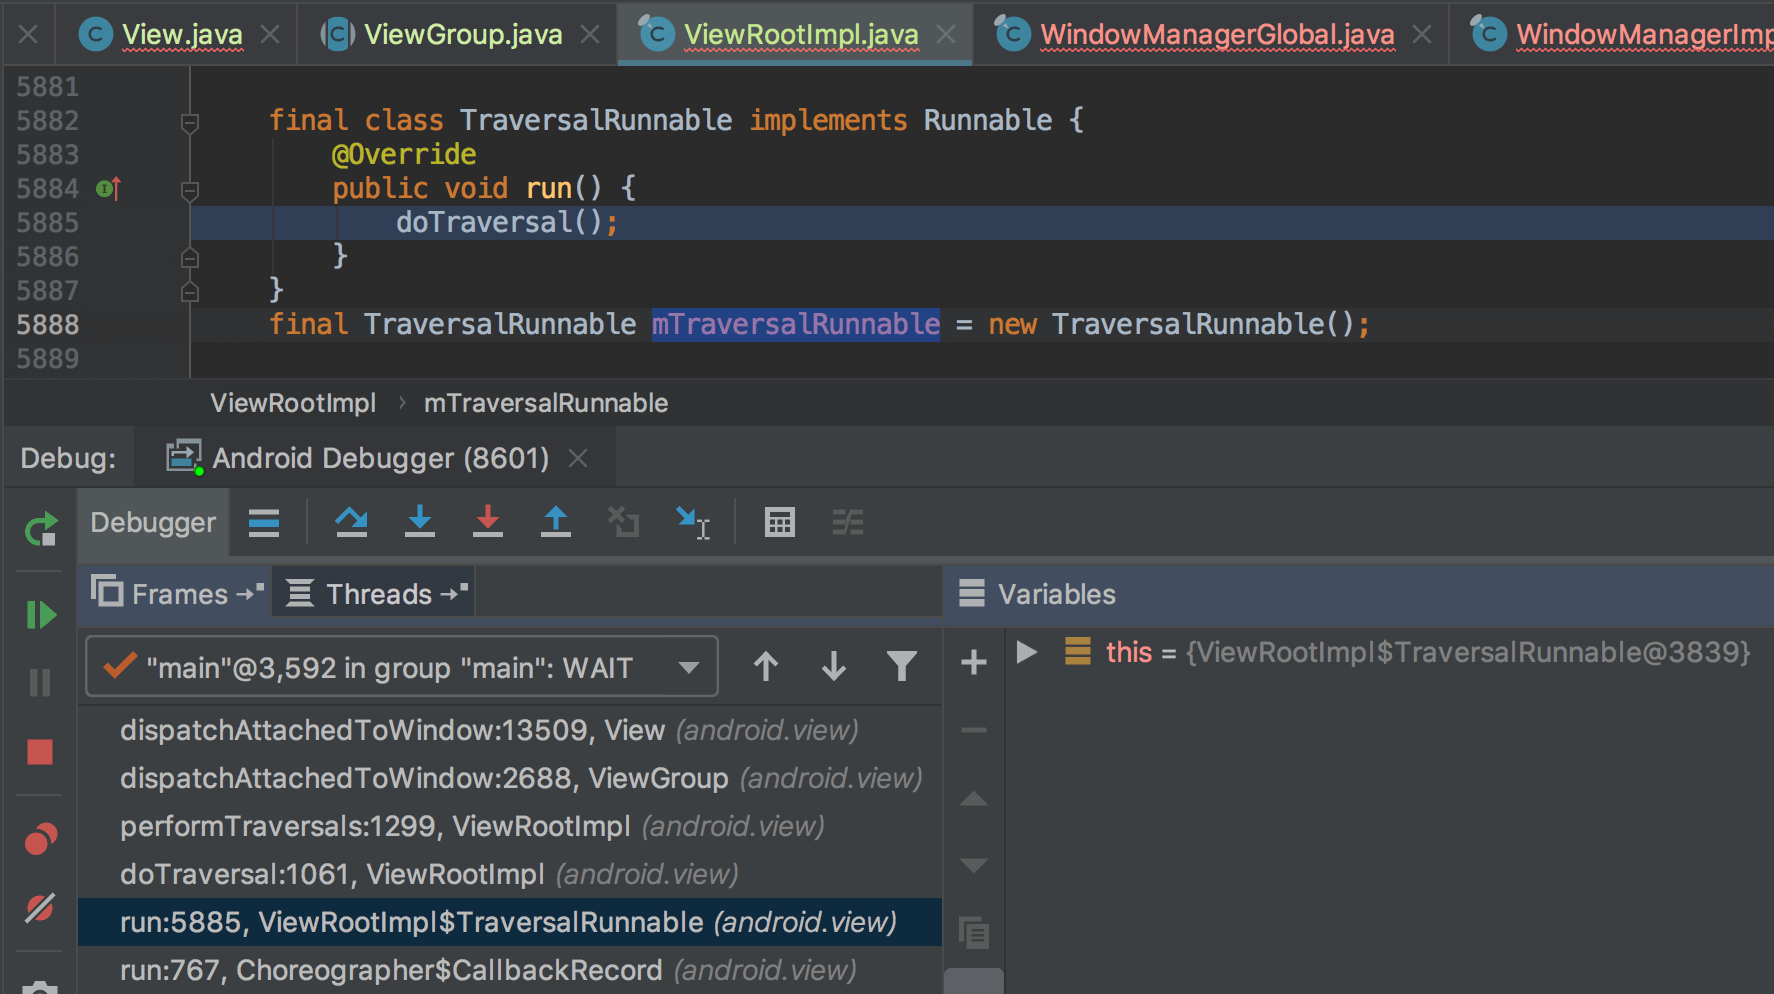 View.java ViewGroup.java ViewRootImpl.java WindowManagerGlobal.java WindowManagerImp
5881
5882 final class TraversalRunnable implements Runnable {
5883 @Override
5884 public void run() {
5885 doTraversal();
5886 }
5887 }
5888 final TraversalRunnable mTraversalRunnable = new TraversalRunnable();
5889
ViewRootImpl › mTraversalRunnable
Debug: Android Debugger (8601)
Debugger
Frames Threads Variables
"main"@3,592 in group "main": WAIT
this = {ViewRootImpl$TraversalRunnable@3839}
dispatchAttachedToWindow:13509, View (android.view)
dispatchAttachedToWindow:2688, ViewGroup (android.view)
performTraversals:1299, ViewRootImpl (android.view)
doTraversal:1061, ViewRootImpl (android.view)
run:5885, ViewRootImpl$TraversalRunnable (android.view)
run:767, Choreographer$CallbackRecord (android.view)